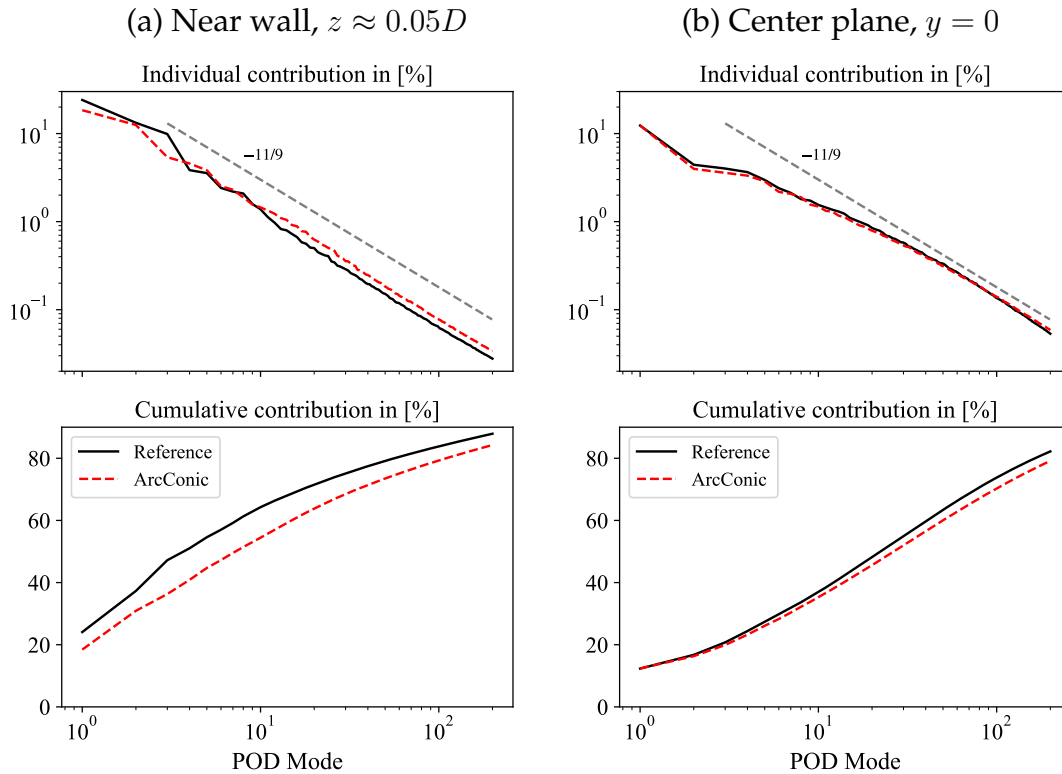 (a) Near wall, z ≈ 0.05D
(b) Center plane, y = 0
Individual contribution in [%]
10^1
10^0
10^-1
−11/9
Individual contribution in [%]
10^1
10^0
10^-1
−11/9
Cumulative contribution in [%]
Reference
ArcConic
80
60
40
20
0
10^0 10^1 10^2
POD Mode
Cumulative contribution in [%]
Reference
ArcConic
80
60
40
20
0
10^0 10^1 10^2
POD Mode